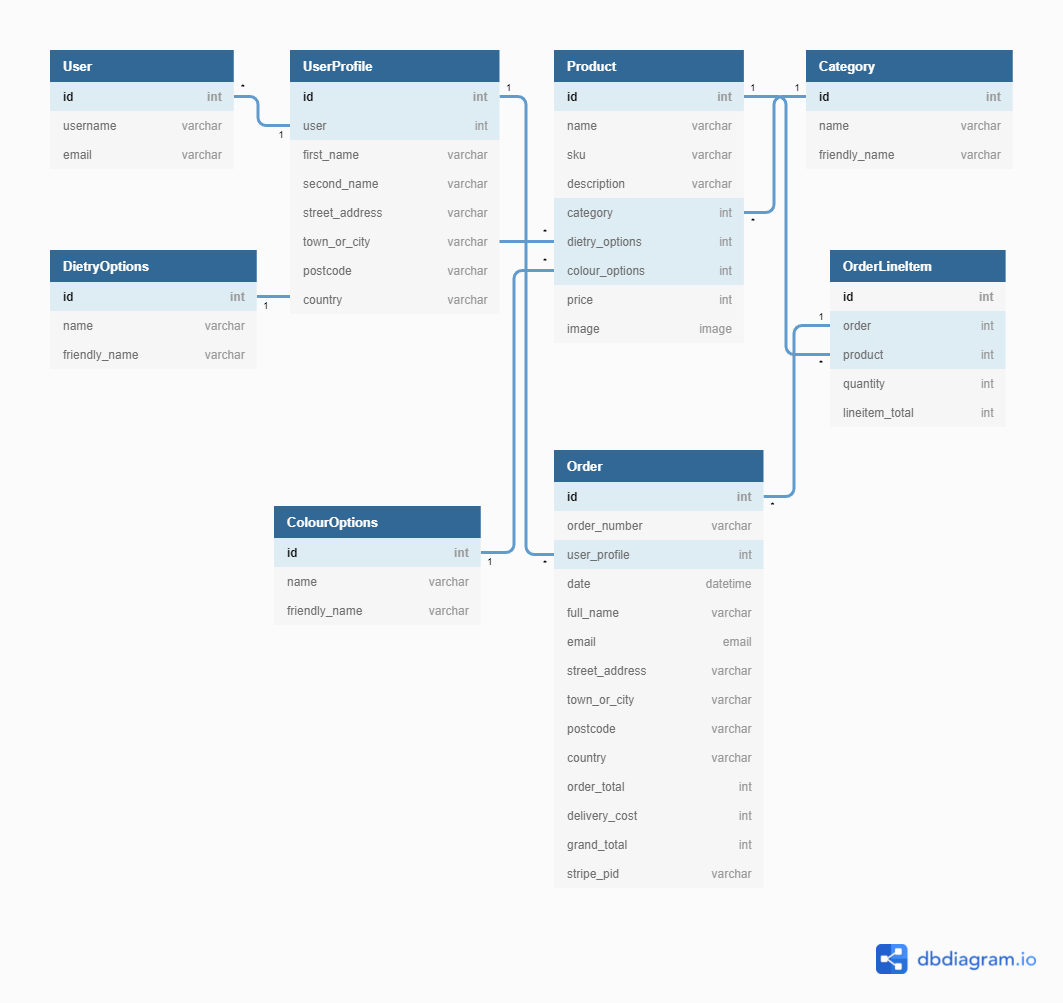 User
id int
username varchar
email varchar
*
1
UserProfile
id int
user int
first_name varchar
second_name varchar
street_address varchar
town_or_city varchar
postcode varchar
country varchar
1
Product
id int
name varchar
sku varchar
description varchar
category int
dietry_options int
colour_options int
price int
image image
1
*
*
*
Category
id int
name varchar
friendly_name varchar
1
DietryOptions
id int
name varchar
friendly_name varchar
1
OrderLineItem
id int
order int
product int
quantity int
lineitem_total int
1
*
ColourOptions
id int
name varchar
friendly_name varchar
1
Order
id int
order_number varchar
user_profile int
date datetime
full_name varchar
email email
street_address varchar
town_or_city varchar
postcode varchar
country varchar
order_total int
delivery_cost int
grand_total int
stripe_pid varchar
*
*
dbdiagram.io